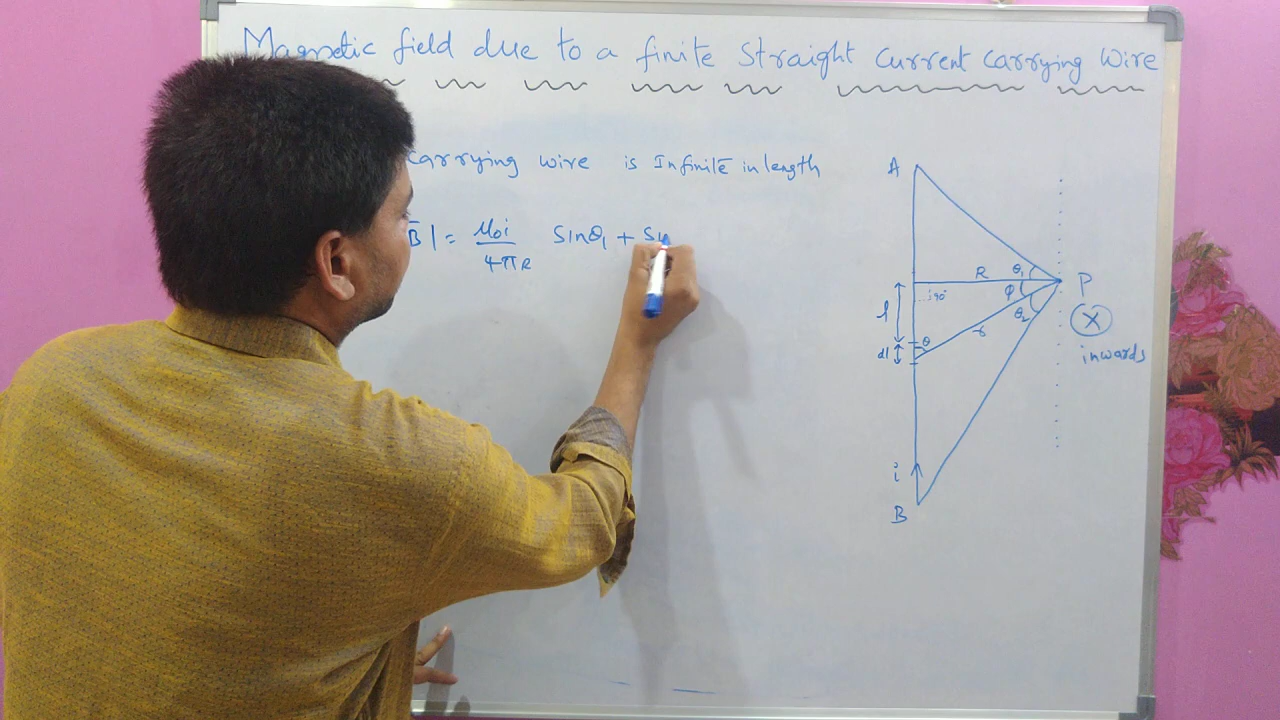 Magnetic field due to a finite straight current carrying wire
carrying wire is Infinite in length
B| = μ₀i / 4πR Sinθ₁ + Si
A
R θ₁ P
90° φ
l θ₂ X
θ r
dl inwards
i
B